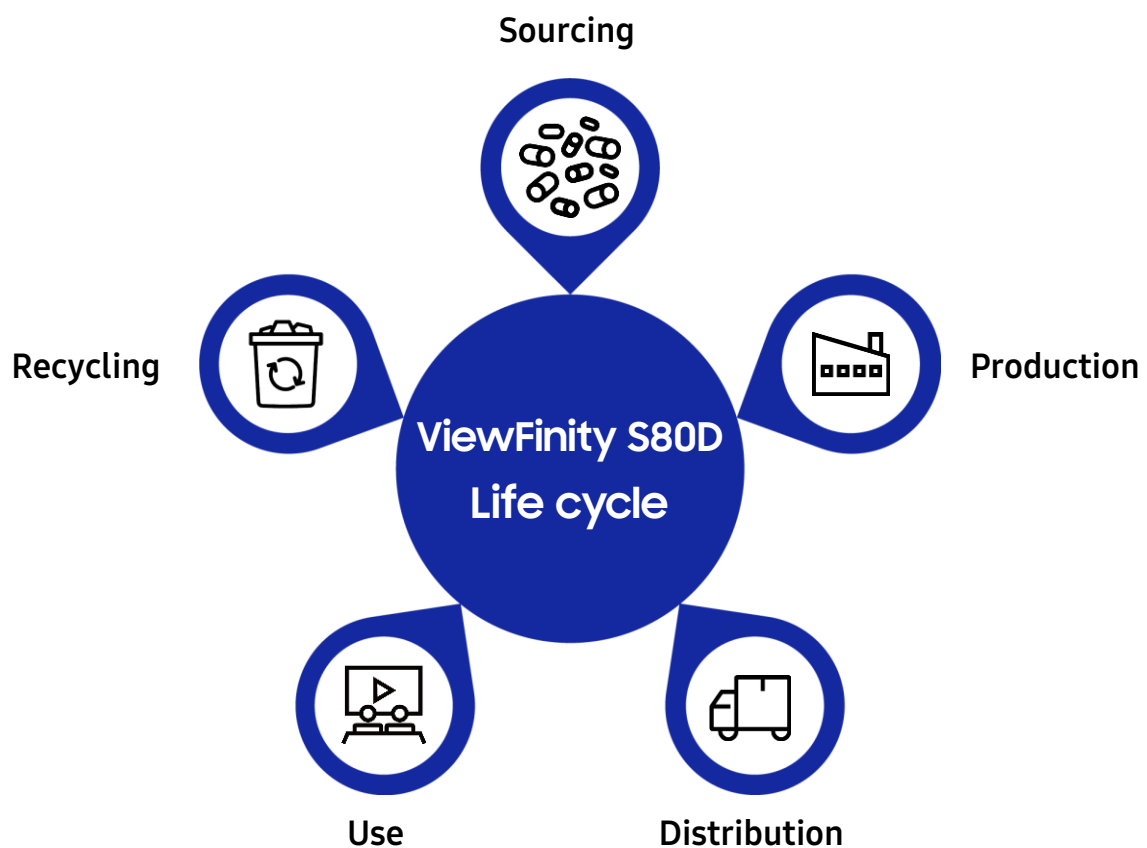 Sourcing
Recycling
Production
ViewFinity S80D
Life cycle
Use
Distribution